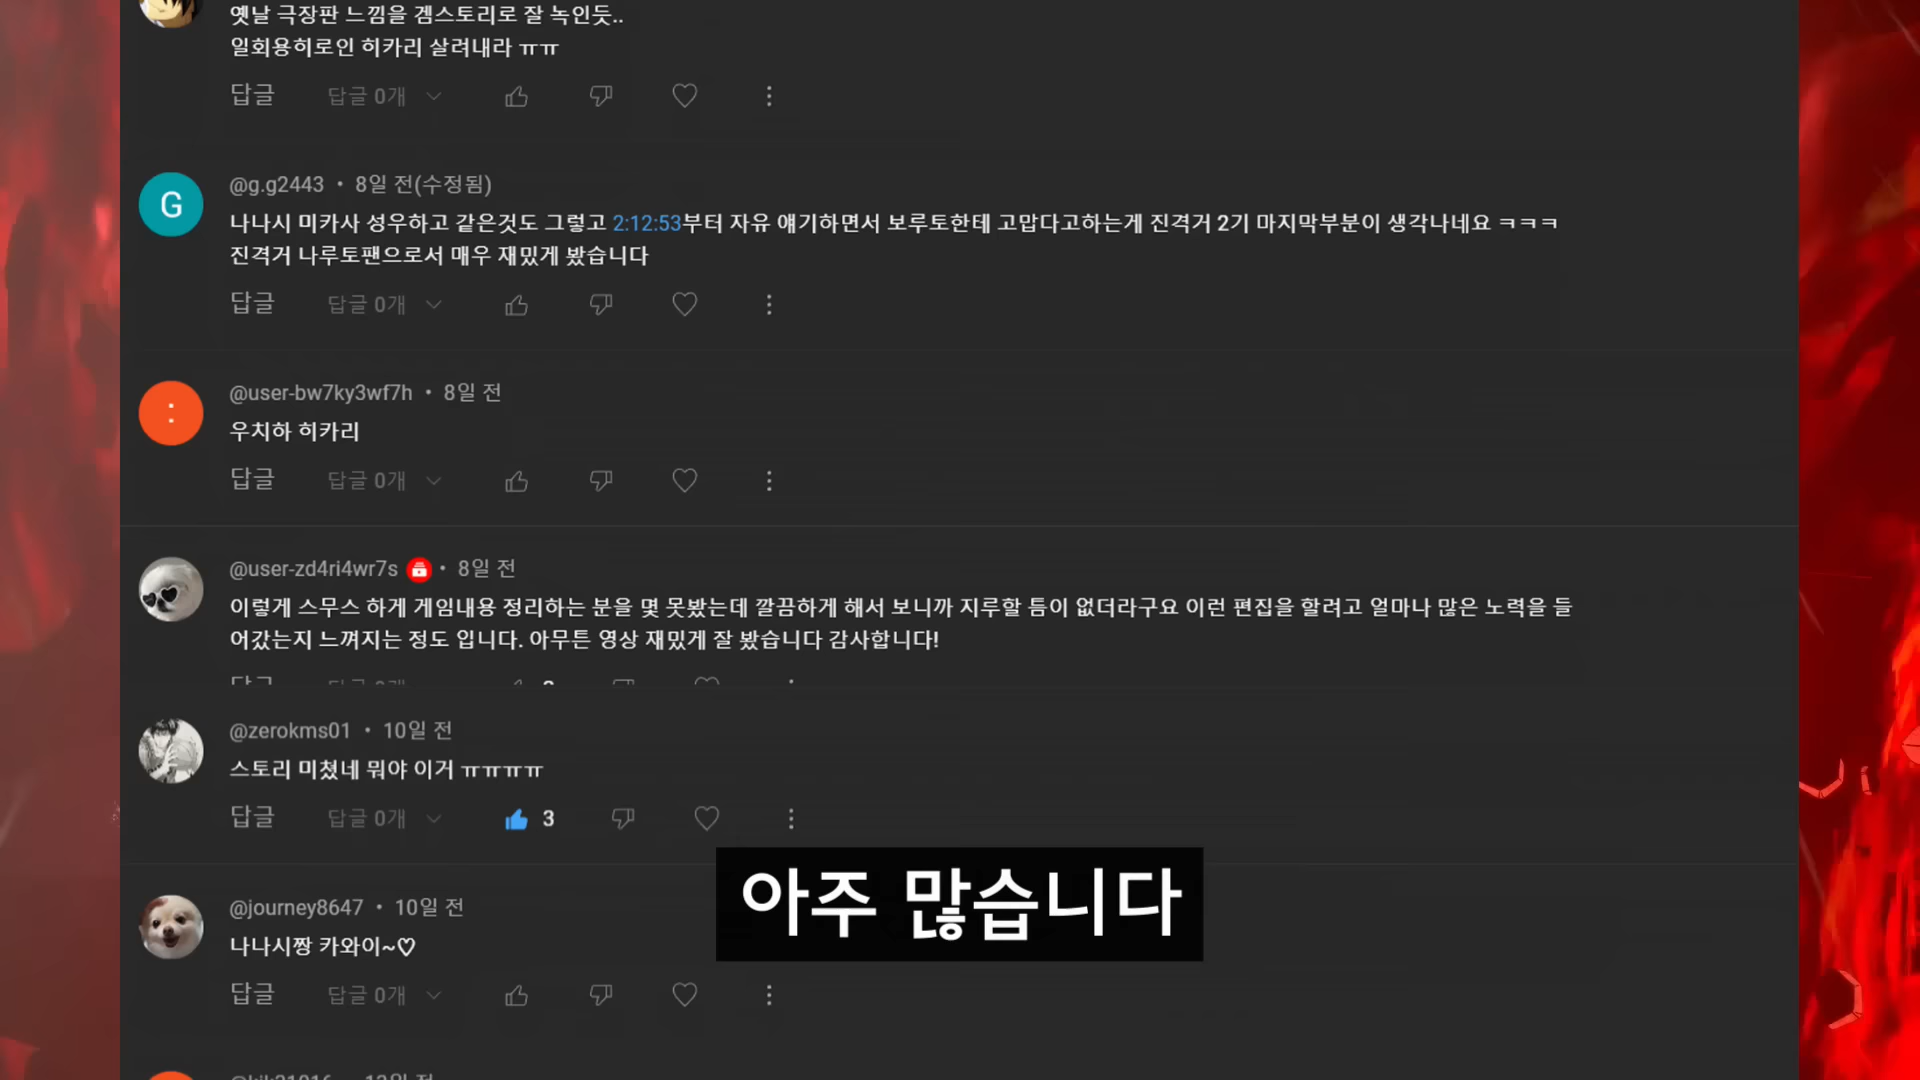 옛날 극장판 느낌을 겜스토리로 잘 녹인듯..
일회용히로인 히카리 살려내라 ㅠㅠ
답글 답글 0개
G
@g.g2443 • 8일 전(수정됨)
나나시 미카사 성우하고 같은것도 그렇고 2:12:53부터 자유 얘기하면서 보루토한테 고맙다고하는게 진격거 2기 마지막부분이 생각나네요 ㅋㅋㅋ
진격거 나루토팬으로서 매우 재밌게 봤습니다
답글 답글 0개
:
@user-bw7ky3wf7h • 8일 전
우치하 히카리
답글 답글 0개
@user-zd4ri4wr7s • 8일 전
이렇게 스무스 하게 게임내용 정리하는 분을 몇 못봤는데 깔끔하게 해서 보니까 지루할 틈이 없더라구요 이런 편집을 할려고 얼마나 많은 노력을 들
어갔는지 느껴지는 정도 입니다. 아무튼 영상 재밌게 잘 봤습니다 감사합니다!
@zerokms01 • 10일 전
스토리 미쳤네 뭐야 이거 ㅠㅠㅠㅠ
답글 답글 0개 3
@journey8647 • 10일 전
나나시짱 카와이~♡
답글 답글 0개
아주 많습니다